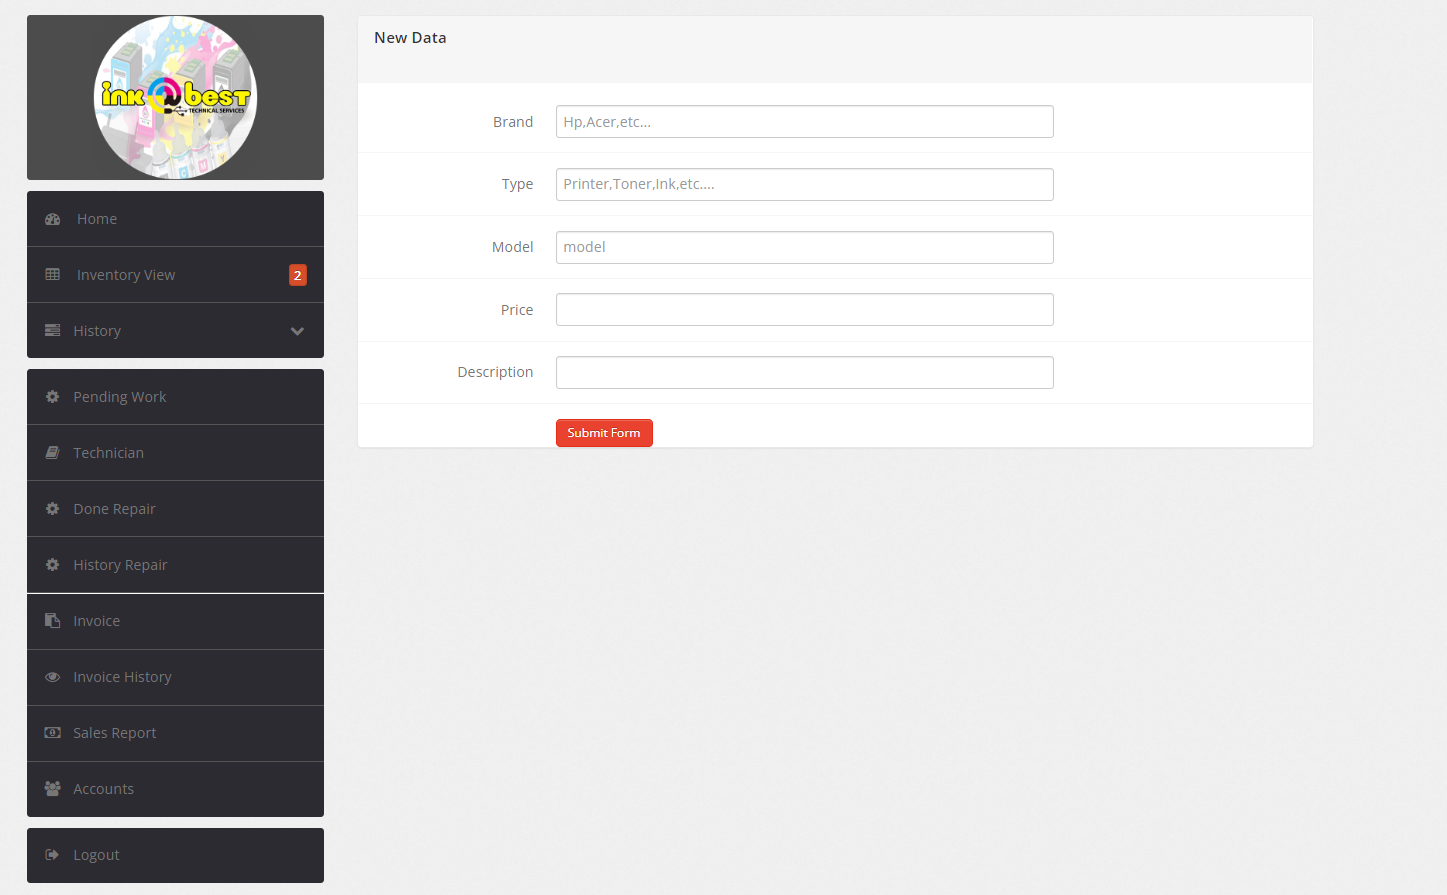 ink best
TECHNICAL SERVICES
Home
Inventory View 2
History
Pending Work
Technician
Done Repair
History Repair
Invoice
Invoice History
Sales Report
Accounts
Logout
New Data
Brand Hp,Acer,etc...
Type Printer,Toner,Ink,etc....
Model model
Price
Description
Submit Form